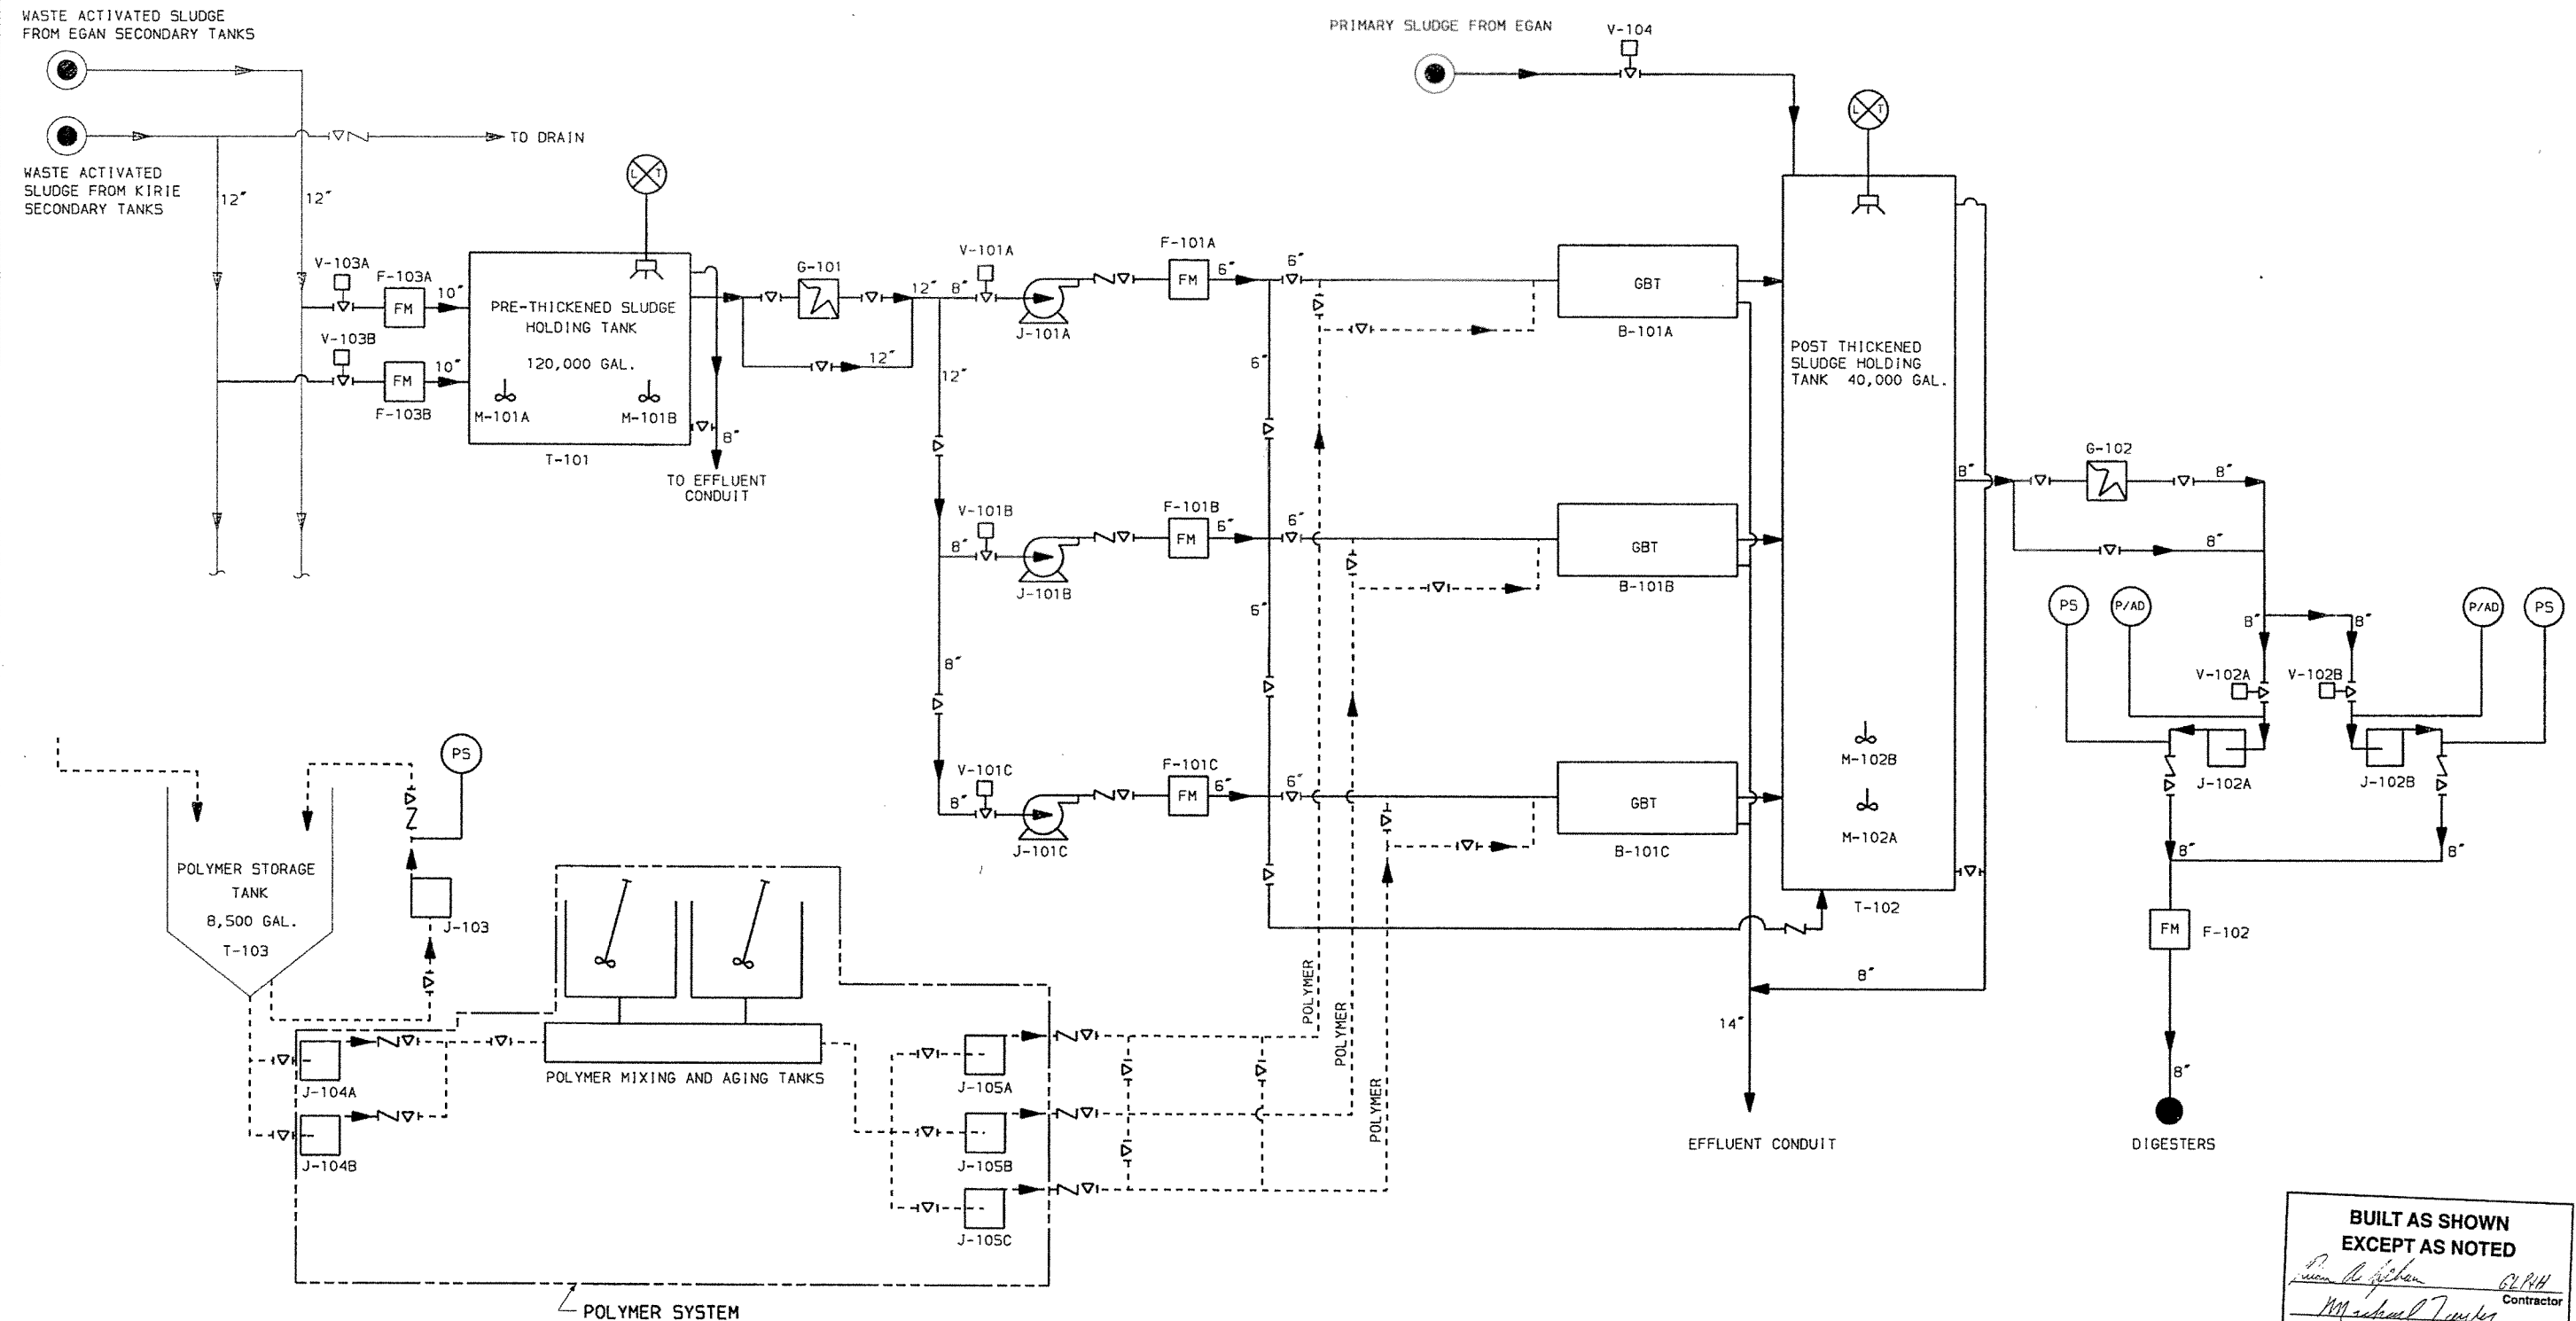 WASTE ACTIVATED SLUDGE
FROM EGAN SECONDARY TANKS
TO DRAIN
WASTE ACTIVATED
SLUDGE FROM KIRIE
SECONDARY TANKS
12"
12"
V-103A
F-103A
FM
10"
V-103B
FM
10"
F-103B
LT
PRE-THICKENED SLUDGE
HOLDING TANK
120,000 GAL.
M-101A
M-101B
T-101
8"
TO EFFLUENT
CONDUIT
G-101
12"
12"
8"
V-101A
J-101A
F-101A
FM
6"
6"
12"
6"
V-101B
8"
J-101B
F-101B
FM
6"
6"
8"
6"
V-101C
8"
J-101C
F-101C
FM
6"
6"
PRIMARY SLUDGE FROM EGAN
V-104
LT
GBT
B-101A
GBT
B-101B
GBT
B-101C
POST THICKENED
SLUDGE HOLDING
TANK 40,000 GAL.
M-102B
M-102A
T-102
8"
G-102
8"
8"
PS
P/AD
P/AD
PS
8"
8"
V-102A
V-102B
J-102A
J-102B
8"
8"
FM
F-102
8"
DIGESTERS
8"
14"
EFFLUENT CONDUIT
PS
POLYMER STORAGE
TANK
8,500 GAL.
T-103
J-103
J-104A
J-104B
POLYMER MIXING AND AGING TANKS
J-105A
J-105B
J-105C
POLYMER
POLYMER
POLYMER
POLYMER SYSTEM
BUILT AS SHOWN
EXCEPT AS NOTED
Contractor